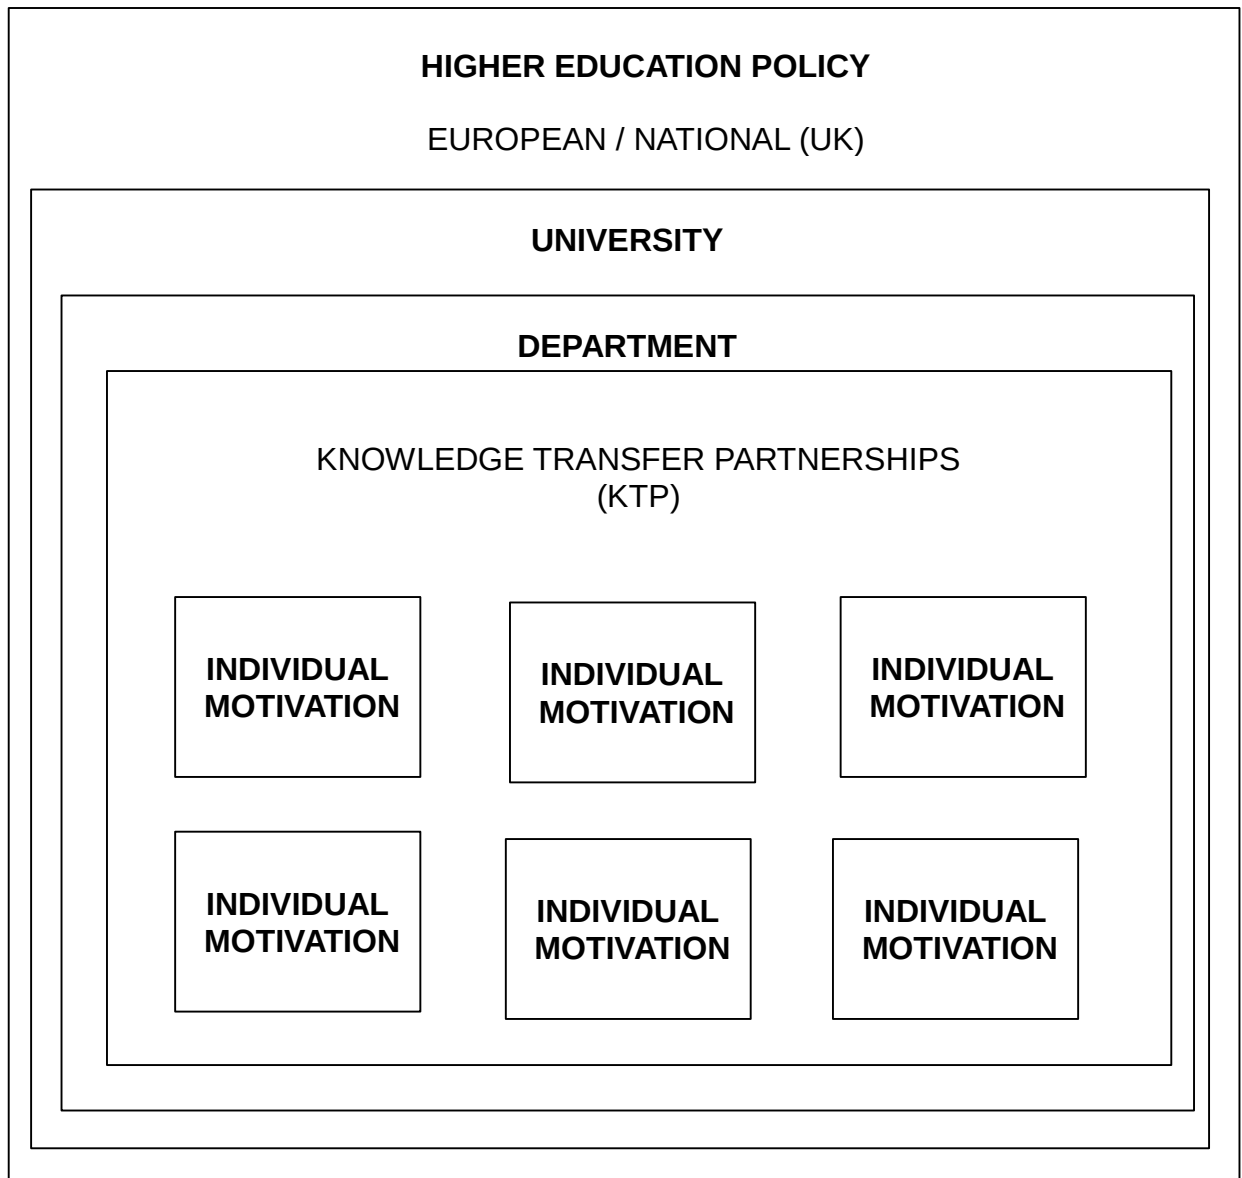 HIGHER EDUCATION POLICY
EUROPEAN / NATIONAL (UK)
UNIVERSITY
DEPARTMENT
KNOWLEDGE TRANSFER PARTNERSHIPS
(KTP)
INDIVIDUAL
MOTIVATION
INDIVIDUAL
MOTIVATION
INDIVIDUAL
MOTIVATION
INDIVIDUAL
MOTIVATION
INDIVIDUAL
MOTIVATION
INDIVIDUAL
MOTIVATION